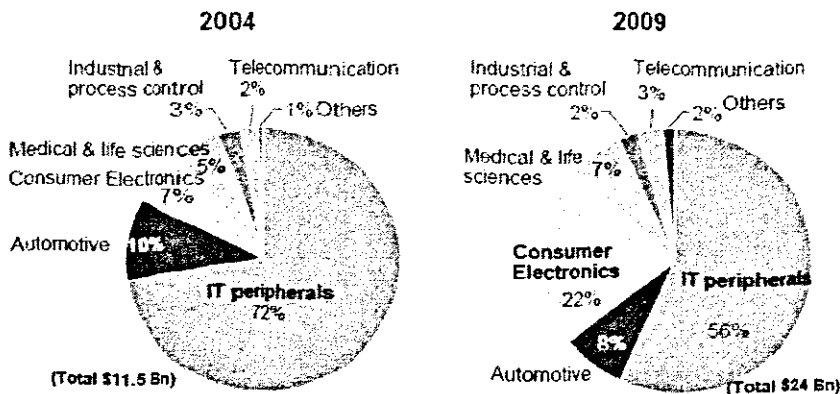 2004
Industrial &
process control
3%
Telecommunication
2%
1% Others
Medical & life sciences
5%
Consumer Electronics
7%
Automotive
10%
IT peripherals
72%
(Total $11.5 Bn)
2009
Industrial &
process control
2%
Telecommunication
3%
2% Others
Medical & life
sciences
7%
Consumer
Electronics
22%
IT peripherals
56%
8%
Automotive
(Total $24 Bn)